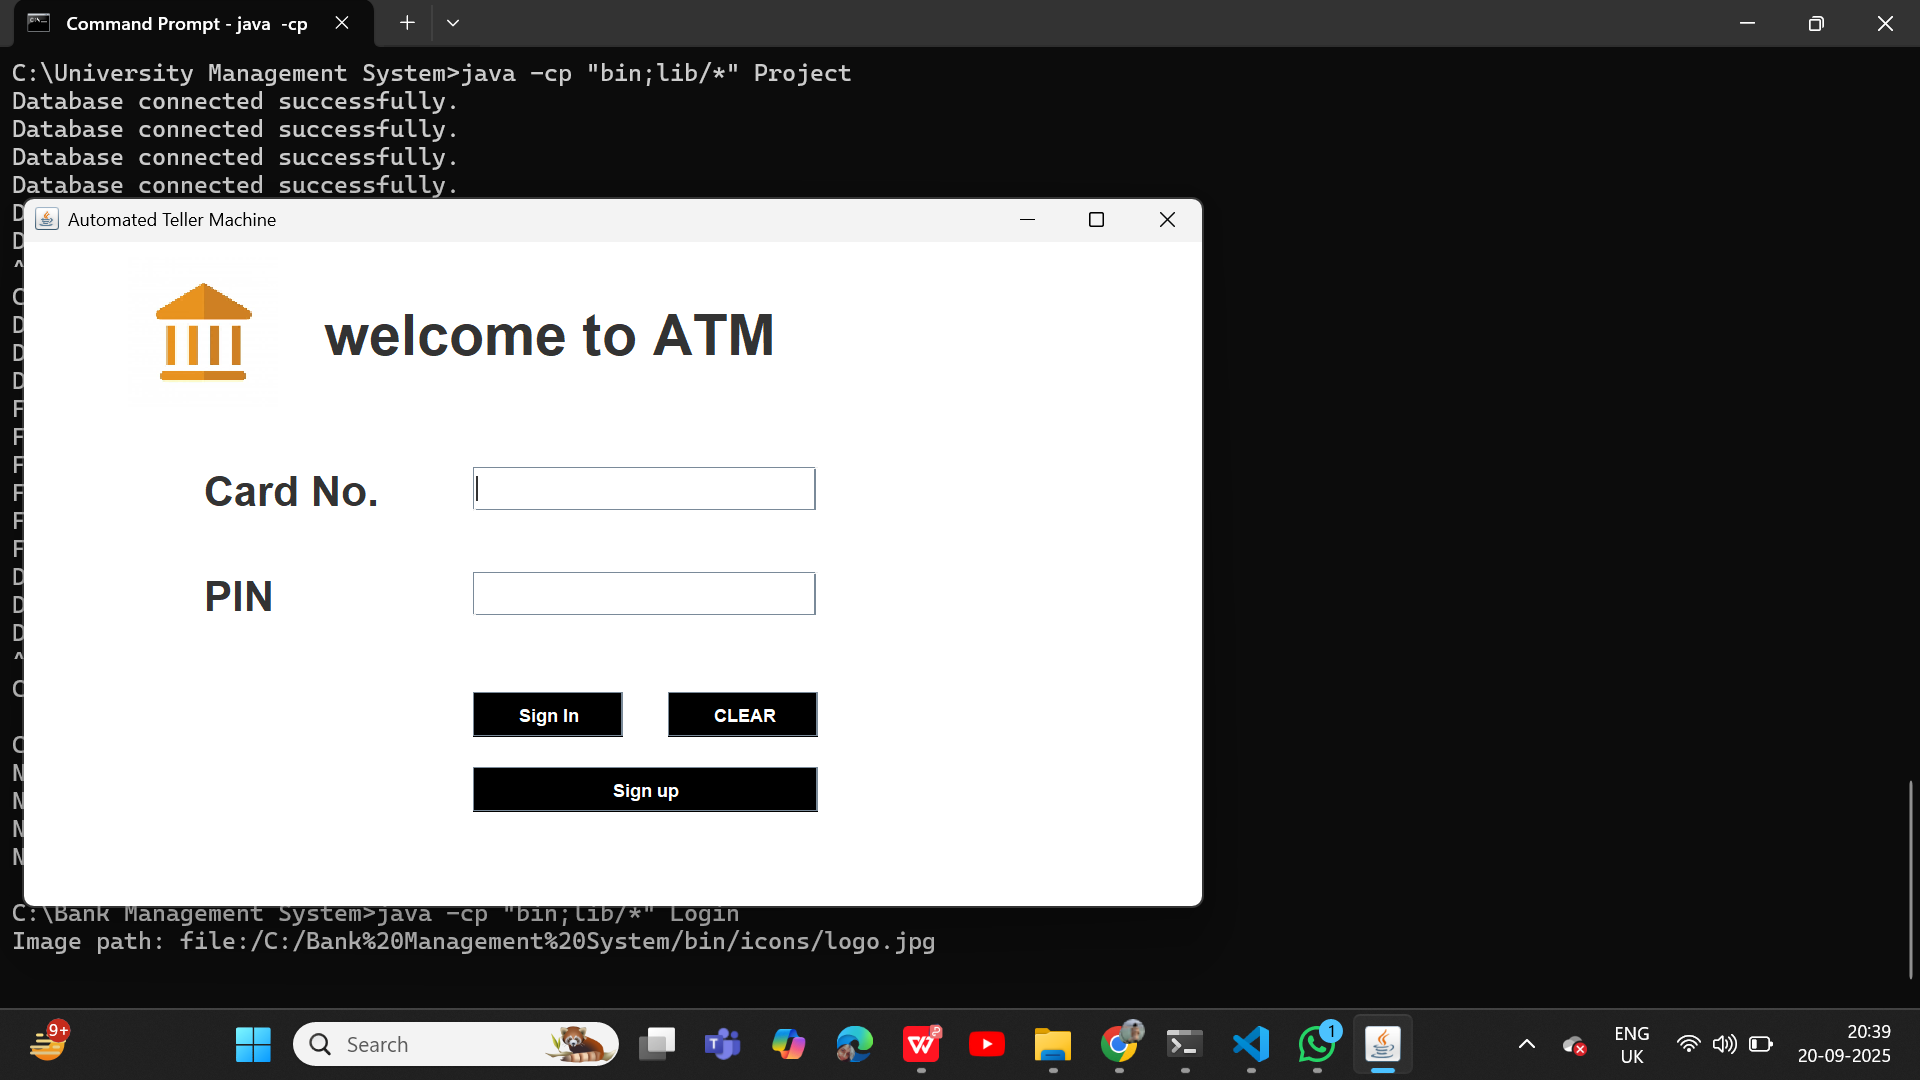 Command Prompt - java -cp
C:\University Management System>java -cp "bin;lib/*" Project
Database connected successfully.
Database connected successfully.
Database connected successfully.
Database connected successfully.
Automated Teller Machine
welcome to ATM
Card No.
PIN
Sign In CLEAR
Sign up
C:\Bank Management System>java -cp "bin;lib/*" Login
Image path: file:/C:/Bank%20Management%20System/bin/icons/logo.jpg
9+
Search
1
ENG
UK
20:39
20-09-2025